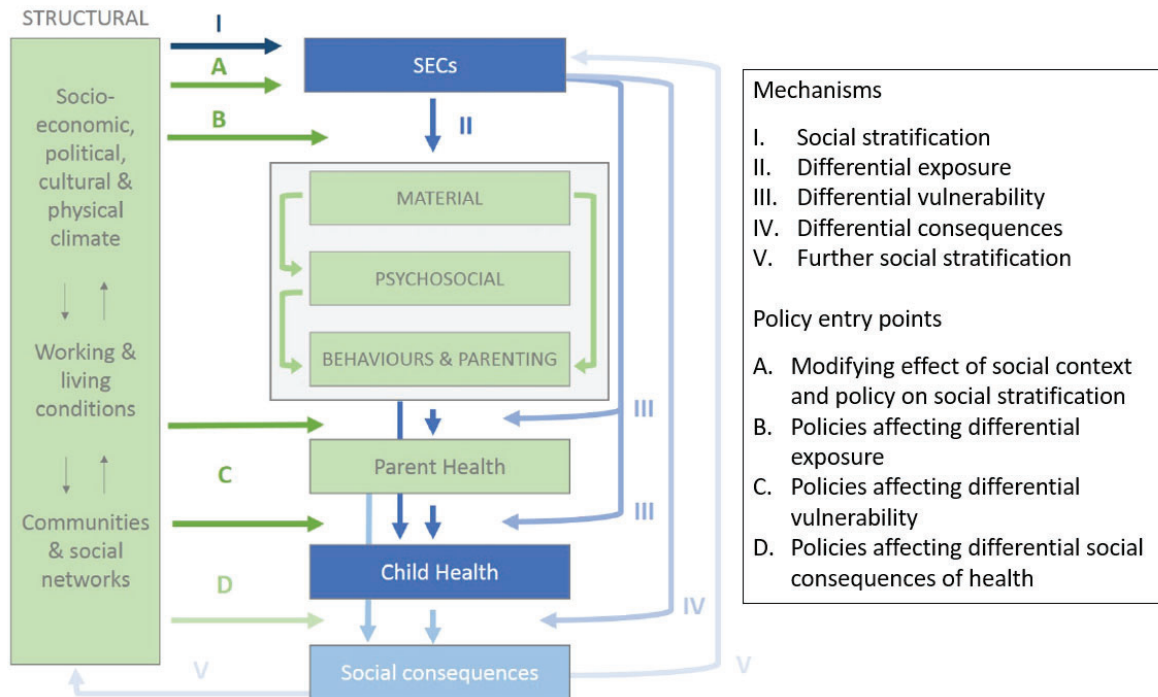 STRUCTURAL
Socio-
economic,
political,
cultural &
physical
climate
Working &
living
conditions
Communities
& social
networks
I
A
B
SECs
II
MATERIAL
PSYCHOSOCIAL
BEHAVIOURS & PARENTING
III
Parent Health
C
III
Child Health
D
IV
Social consequences
V
V
Mechanisms
I. Social stratification
II. Differential exposure
III. Differential vulnerability
IV. Differential consequences
V. Further social stratification
Policy entry points
A. Modifying effect of social context
and policy on social stratification
B. Policies affecting differential
exposure
C. Policies affecting differential
vulnerability
D. Policies affecting differential social
consequences of health